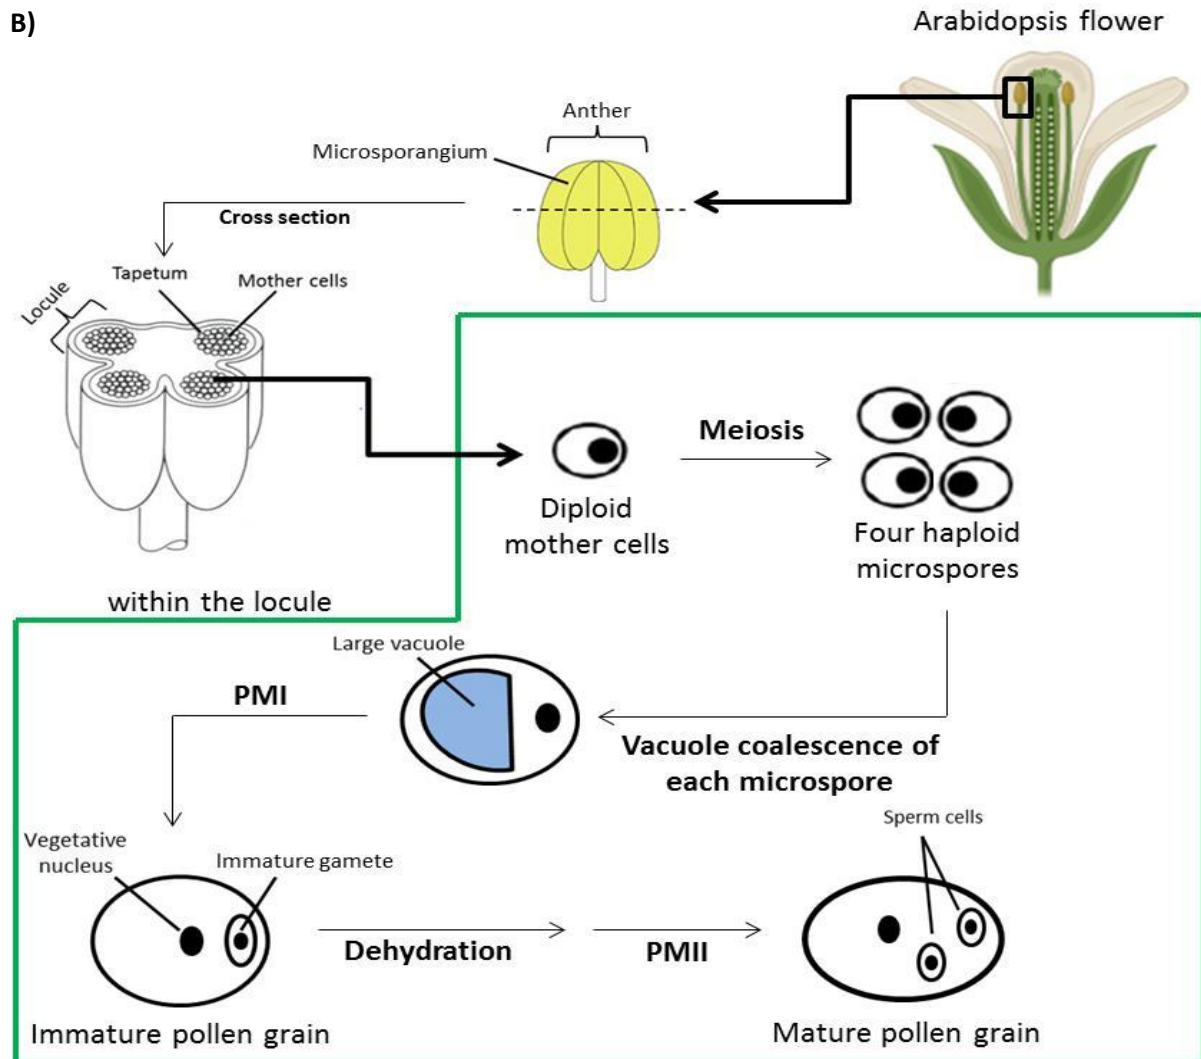 B)
Arabidopsis flower
Anther
Microsporangium
Cross section
Tapetum
Mother cells
Locule
within the locule
Diploid
mother cells
Meiosis
Four haploid
microspores
Large vacuole
PMI
Vacuole coalescence of
each microspore
Vegetative
nucleus
Immature gamete
Immature pollen grain
Dehydration
PMII
Sperm cells
Mature pollen grain